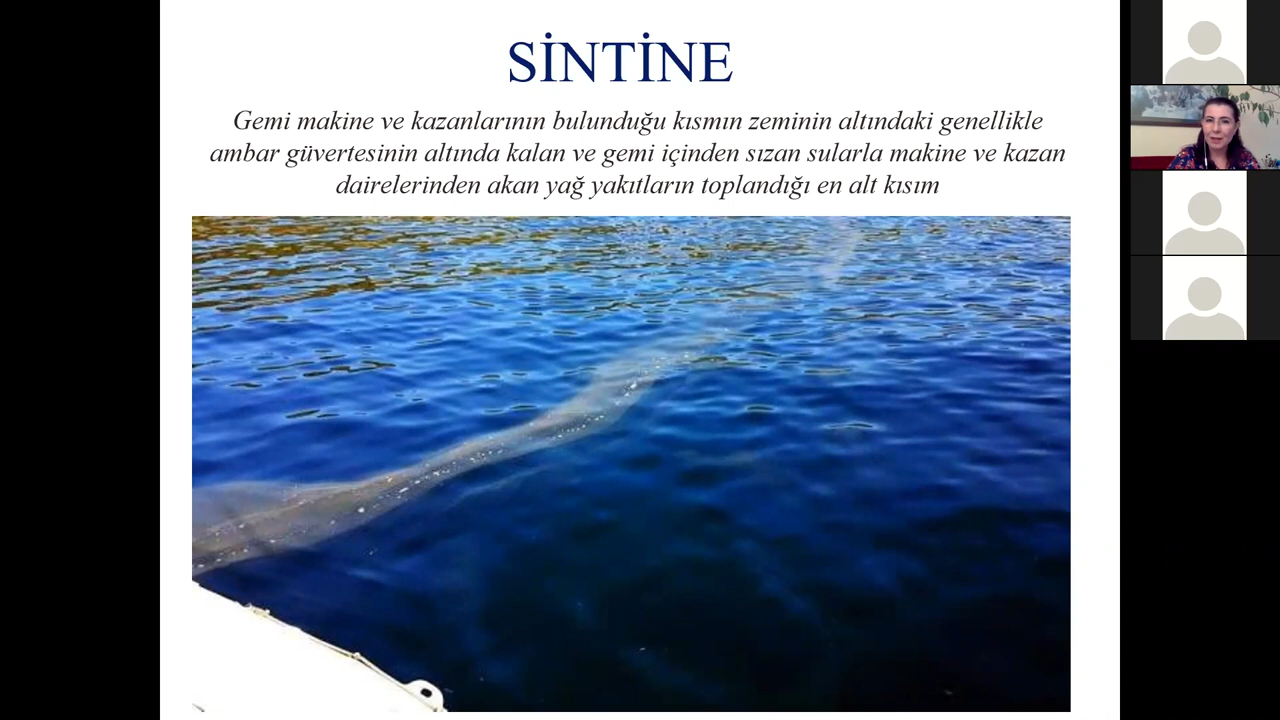 SİNTİNE
Gemi makine ve kazanlarının bulunduğu kısmın zeminin altındaki genellikle
ambar güvertesinin altında kalan ve gemi içinden sızan sularla makine ve kazan
dairelerinden akan yağ yakıtların toplandığı en alt kısım